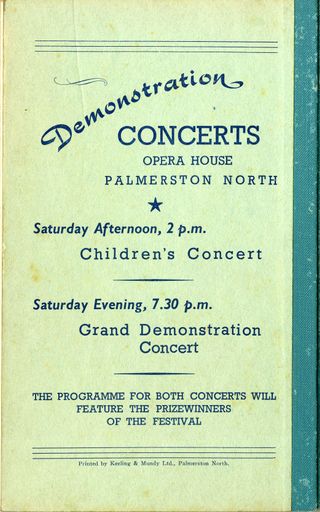 Demonstration
CONCERTS
OPERA HOUSE
PALMERSTON NORTH
Saturday Afternoon, 2 p.m.
Children's Concert
Saturday Evening, 7.30 p.m.
Grand Demonstration
Concert
THE PROGRAMME FOR BOTH CONCERTS WILL
FEATURE THE PRIZEWINNERS
OF THE FESTIVAL
Printed by Keeling & Mundy Ltd., Palmerston North.